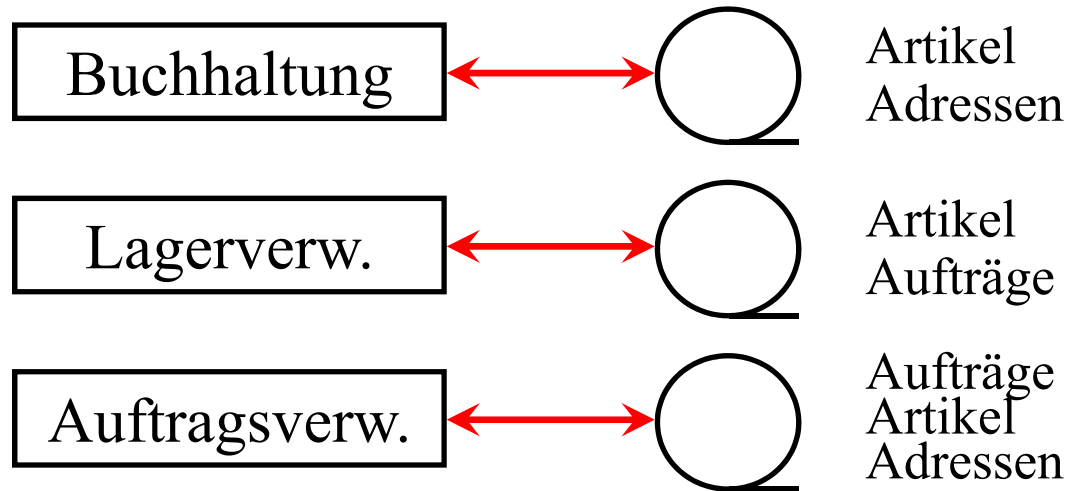 Buchhaltung
Artikel
Adressen
Lagerverw.
Artikel
Aufträge
Auftragsverw.
Aufträge
Artikel
Adressen